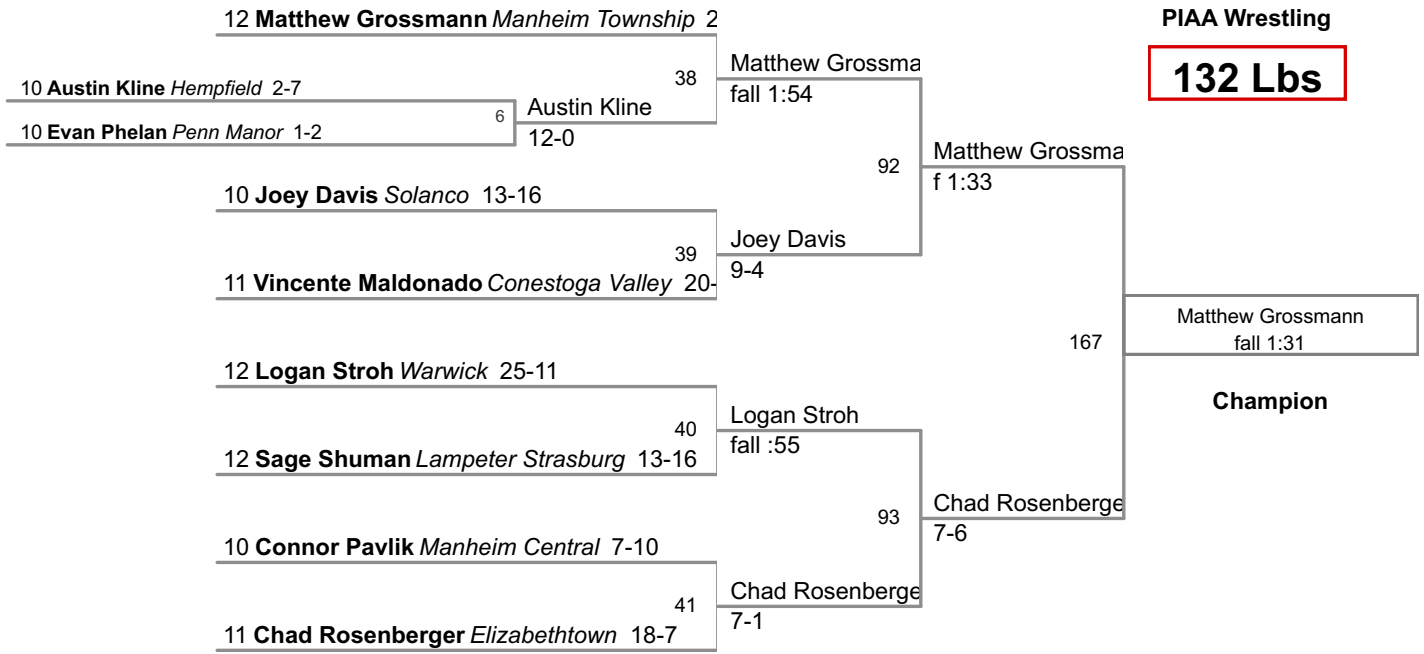 12 Matthew Grossmann Manheim Township 2
PIAA Wrestling
132 Lbs
38
Matthew Grossma
fall 1:54
10 Austin Kline Hempfield 2-7
6
Austin Kline
12-0
10 Evan Phelan Penn Manor 1-2
92
Matthew Grossma
f 1:33
10 Joey Davis Solanco 13-16
39
Joey Davis
9-4
11 Vincente Maldonado Conestoga Valley 20-
167
Matthew Grossmann
fall 1:31
Champion
12 Logan Stroh Warwick 25-11
40
Logan Stroh
fall :55
12 Sage Shuman Lampeter Strasburg 13-16
93
Chad Rosenberge
7-6
10 Connor Pavlik Manheim Central 7-10
41
Chad Rosenberge
7-1
11 Chad Rosenberger Elizabethtown 18-7